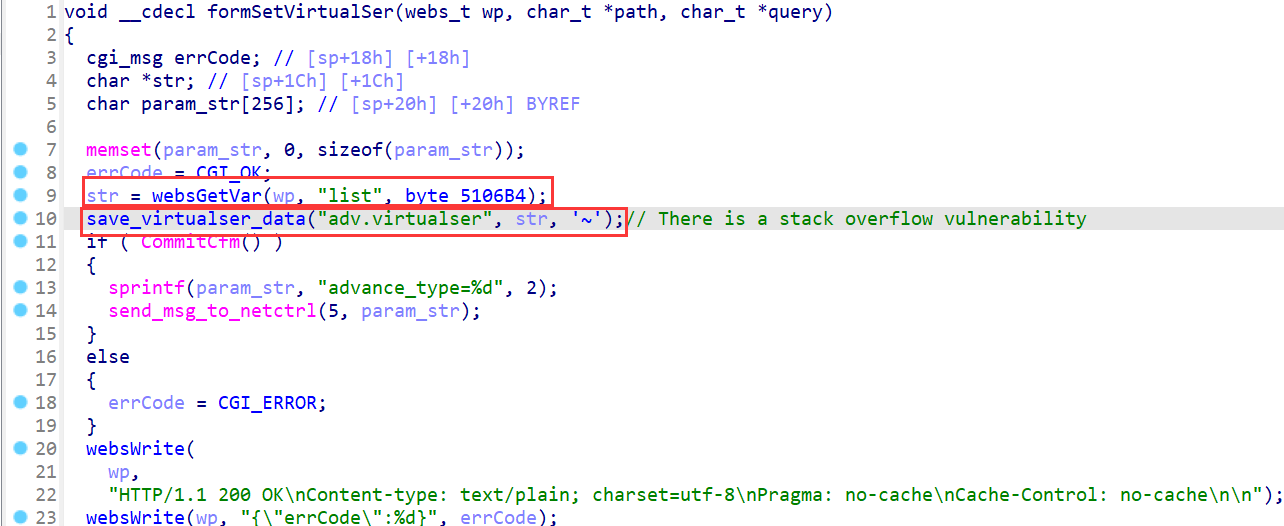 1 void __cdecl formSetVirtualSer(webs_t wp, char_t *path, char_t *query)
2 {
3 cgi_msg errCode; // [sp+18h] [+18h]
4 char *str; // [sp+1Ch] [+1Ch]
5 char param_str[256]; // [sp+20h] [+20h] BYREF
6
7 memset(param_str, 0, sizeof(param_str));
8 errCode = CGI_OK;
9 str = websGetVar(wp, "list", byte_5106B4);
10 save_virtualser_data("adv.virtualser", str, '~');// There is a stack overflow vulnerability
11 if ( CommitCfm() )
12 {
13 sprintf(param_str, "advance_type=%d", 2);
14 send_msg_to_netctrl(5, param_str);
15 }
16 else
17 {
18 errCode = CGI_ERROR;
19 }
20 websWrite(
21 wp,
22 "HTTP/1.1 200 OK\nContent-type: text/plain; charset=utf-8\nPragma: no-cache\nCache-Control: no-cache\n\n");
23 websWrite(wp, "{\"errCode\":%d}", errCode);